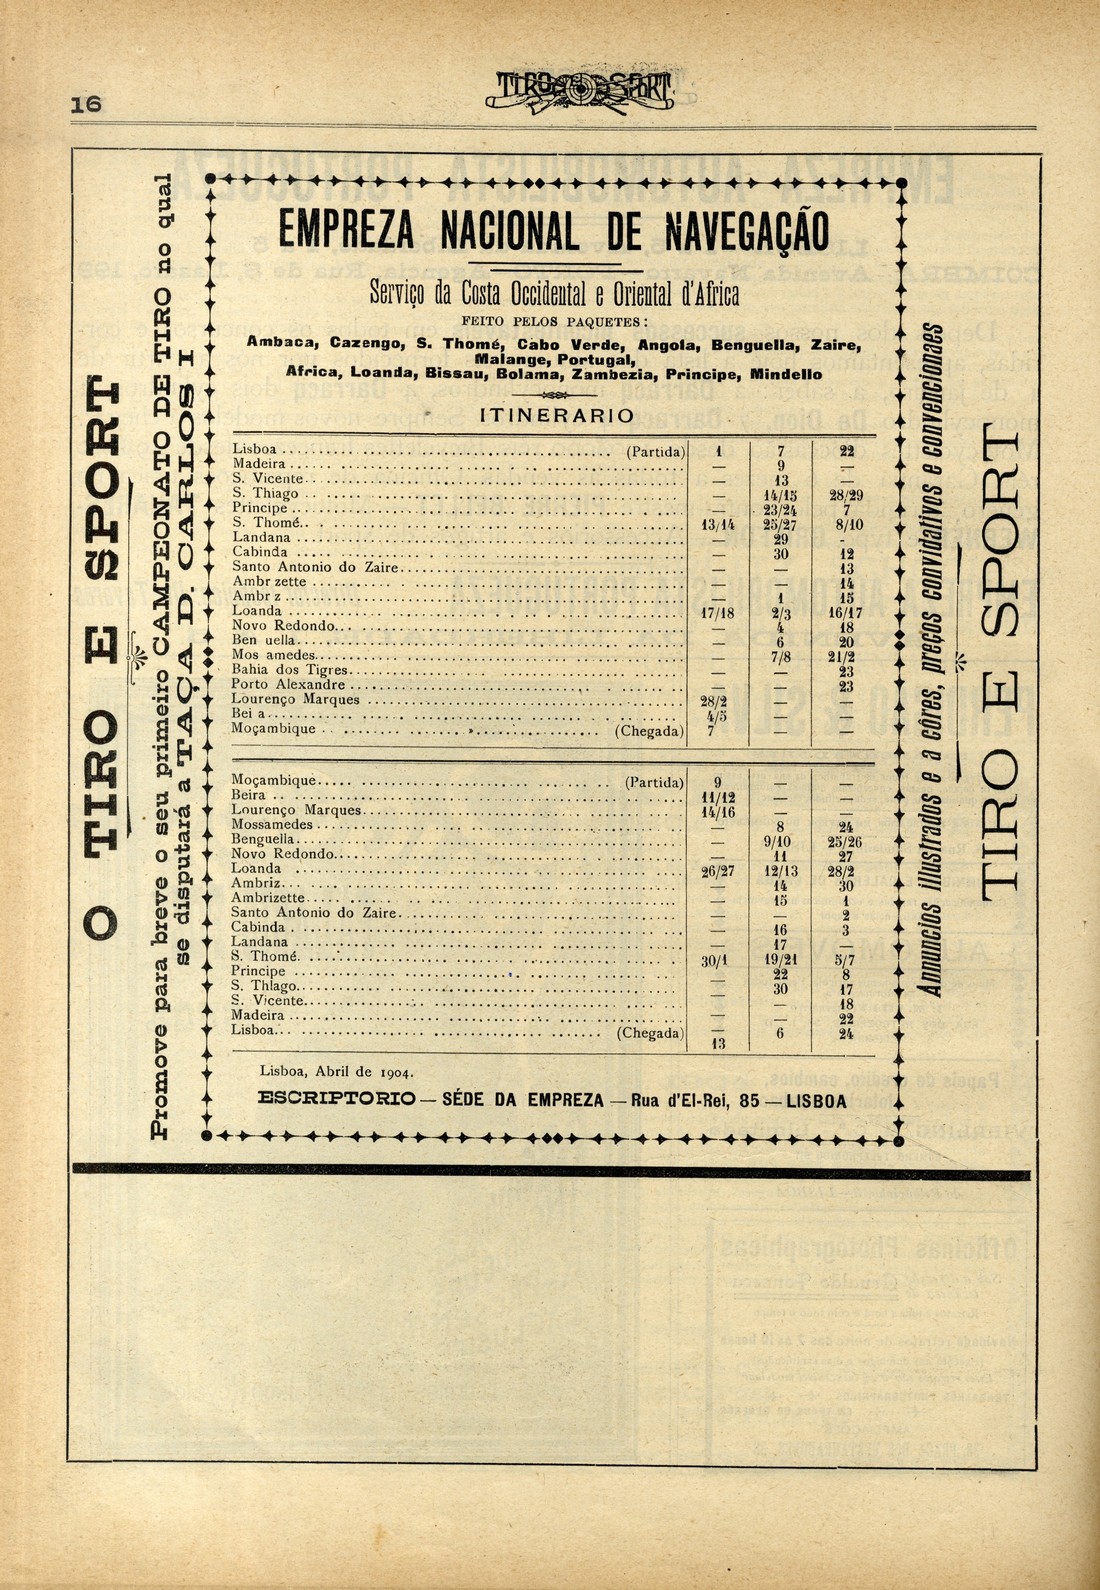 16
TIRO E SPORT
O TIRO E SPORT
Promove para breve o seu primeiro CAMPEONATO DE TIRO no qual
se disputará a TAÇA D. CARLOS I
EMPREZA NACIONAL DE NAVEGAÇÃO
Serviço da Costa Occidental e Oriental d'Africa
FEITO PELOS PAQUETES:
Ambaca, Cazengo, S. Thomé, Cabo Verde, Angola, Benguella, Zaire,
Malange, Portugal,
Africa, Loanda, Bissau, Bolama, Zambezia, Principe, Mindello
ITINERARIO
Lisboa (Partida) 1 7 22
Madeira — 9 —
S. Vicente — 13 —
S. Thiago — 14/15 28/29
Principe — 23/24 7
S. Thomé 13/14 25/27 8/10
Landana — 29 -
Cabinda — 30 12
Santo Antonio do Zaire — — 13
Ambr zette — — 14
Ambr z — 1 15
Loanda 17/18 2/3 16/17
Novo Redondo — 4 18
Ben uella — 6 20
Mos amedes — 7/8 21/2
Bahia dos Tigres — — 23
Porto Alexandre — — 23
Lourenço Marques 28/2 — —
Bei a 4/5 — —
Moçambique (Chegada) 7 — —
Moçambique (Partida) 9 — —
Beira 11/12 — —
Lourenço Marques 14/16 — —
Mossamedes — 8 24
Benguella — 9/10 25/26
Novo Redondo — 11 27
Loanda 26/27 12/13 28/2
Ambriz — 14 30
Ambrizette — 15 1
Santo Antonio do Zaire — — 2
Cabinda — 16 3
Landana — 17 —
S. Thomé 30/1 19/21 5/7
Principe — 22 8
S. Thlago — 30 17
S. Vicente — — 18
Madeira — — 22
Lisboa (Chegada) 13 6 24
Lisboa, Abril de 1904.
ESCRIPTORIO — SÉDE DA EMPREZA — Rua d'El-Rei, 85 — LISBOA
Annuncios illustrados e a côres, preços convidativos e convencionaes
TIRO E SPORT